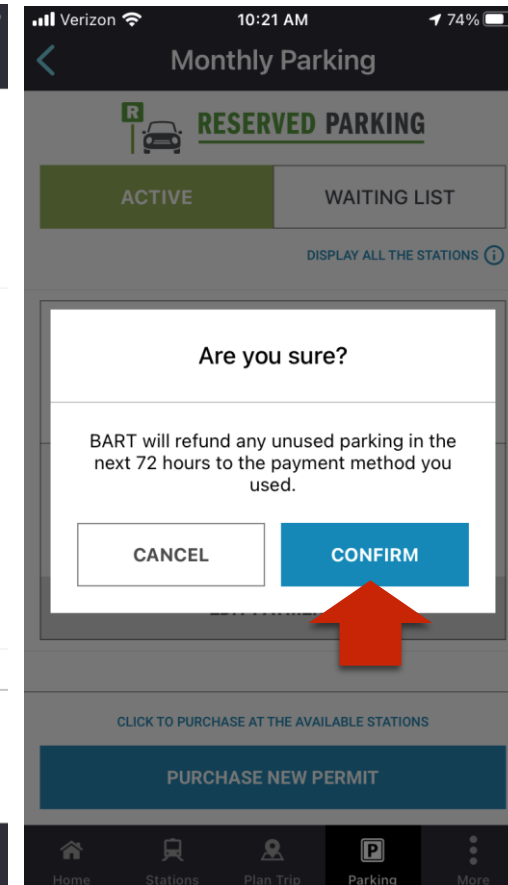 Verizon 10:21 AM 74%
Monthly Parking
R RESERVED PARKING
ACTIVE WAITING LIST
DISPLAY ALL THE STATIONS i
Are you sure?
BART will refund any unused parking in the
next 72 hours to the payment method you
used.
CANCEL CONFIRM
CLICK TO PURCHASE AT THE AVAILABLE STATIONS
PURCHASE NEW PERMIT
P
Home Stations Plan Trip Parking More